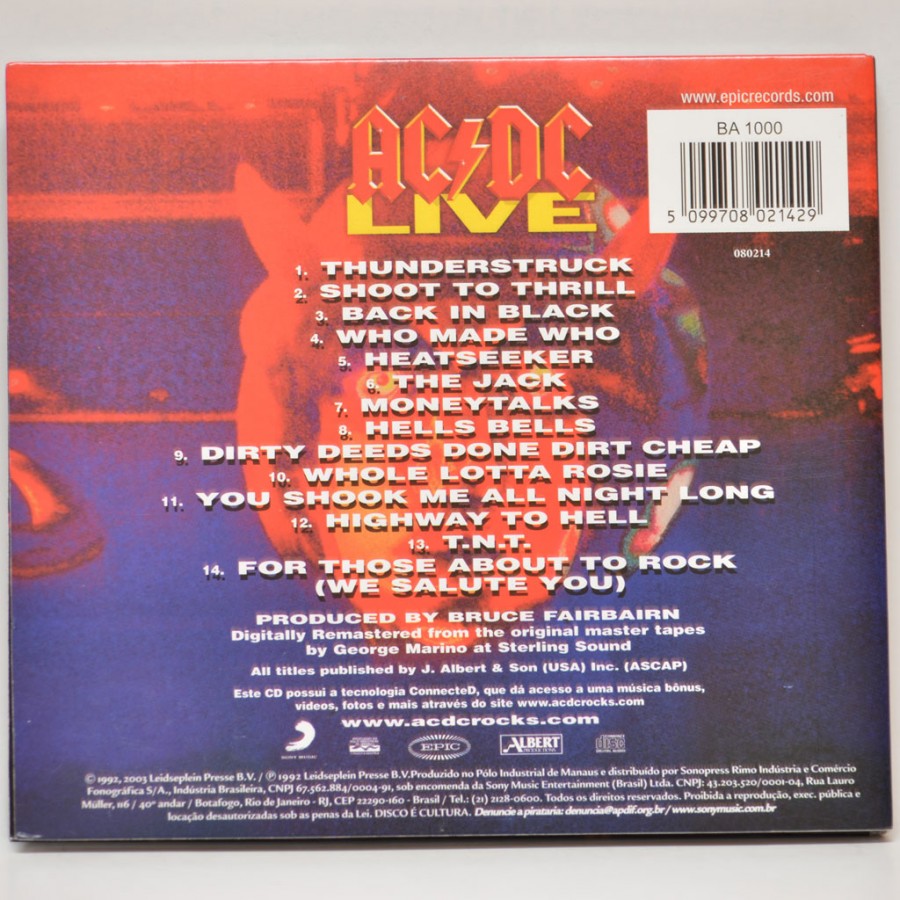 www.epicrecords.com
AC/DC
LIVE
BA 1000
5 099708 021429
080214
1. THUNDERSTRUCK
2. SHOOT TO THRILL
3. BACK IN BLACK
4. WHO MADE WHO
5. HEATSEEKER
6. THE JACK
7. MONEYTALKS
8. HELLS BELLS
9. DIRTY DEEDS DONE DIRT CHEAP
10. WHOLE LOTTA ROSIE
11. YOU SHOOK ME ALL NIGHT LONG
12. HIGHWAY TO HELL
13. T.N.T.
14. FOR THOSE ABOUT TO ROCK
(WE SALUTE YOU)
PRODUCED BY BRUCE FAIRBAIRN
Digitally Remastered from the original master tapes
by George Marino at Sterling Sound
All titles published by J. Albert & Son (USA) Inc. (ASCAP)
Este CD possui a tecnologia ConnecteD, que dá acesso a uma música bônus,
videos, fotos e mais através do site www.acdcrocks.com
www.acdcrocks.com
SONY MUSIC
EPIC
ALBERT
PRODUCTIONS
disc
© 1992, 2003 Leidseplein Presse B.V. / ℗ 1992 Leidseplein Presse B.V.Produzido no Pólo Industrial de Manaus e distribuído por Sonopress Rimo Indústria e Comércio
Fonográfica S/A., Indústria Brasileira, CNPJ 67.562.884/0004-91, sob encomenda da Sony Music Entertainment (Brasil) Ltda. CNPJ: 43.203.520/0001-04, Rua Lauro
Müller, 116 / 40º andar / Botafogo, Rio de Janeiro - RJ, CEP 22290-160 - Brasil / Tel.: (21) 2128-0600. Todos os direitos reservados. Proibida a reprodução, exec. pública e
locação desautorizadas sob as penas da Lei. DISCO É CULTURA. Denuncie a pirataria: denuncia@apdif.org.br / www.sonymusic.com.br